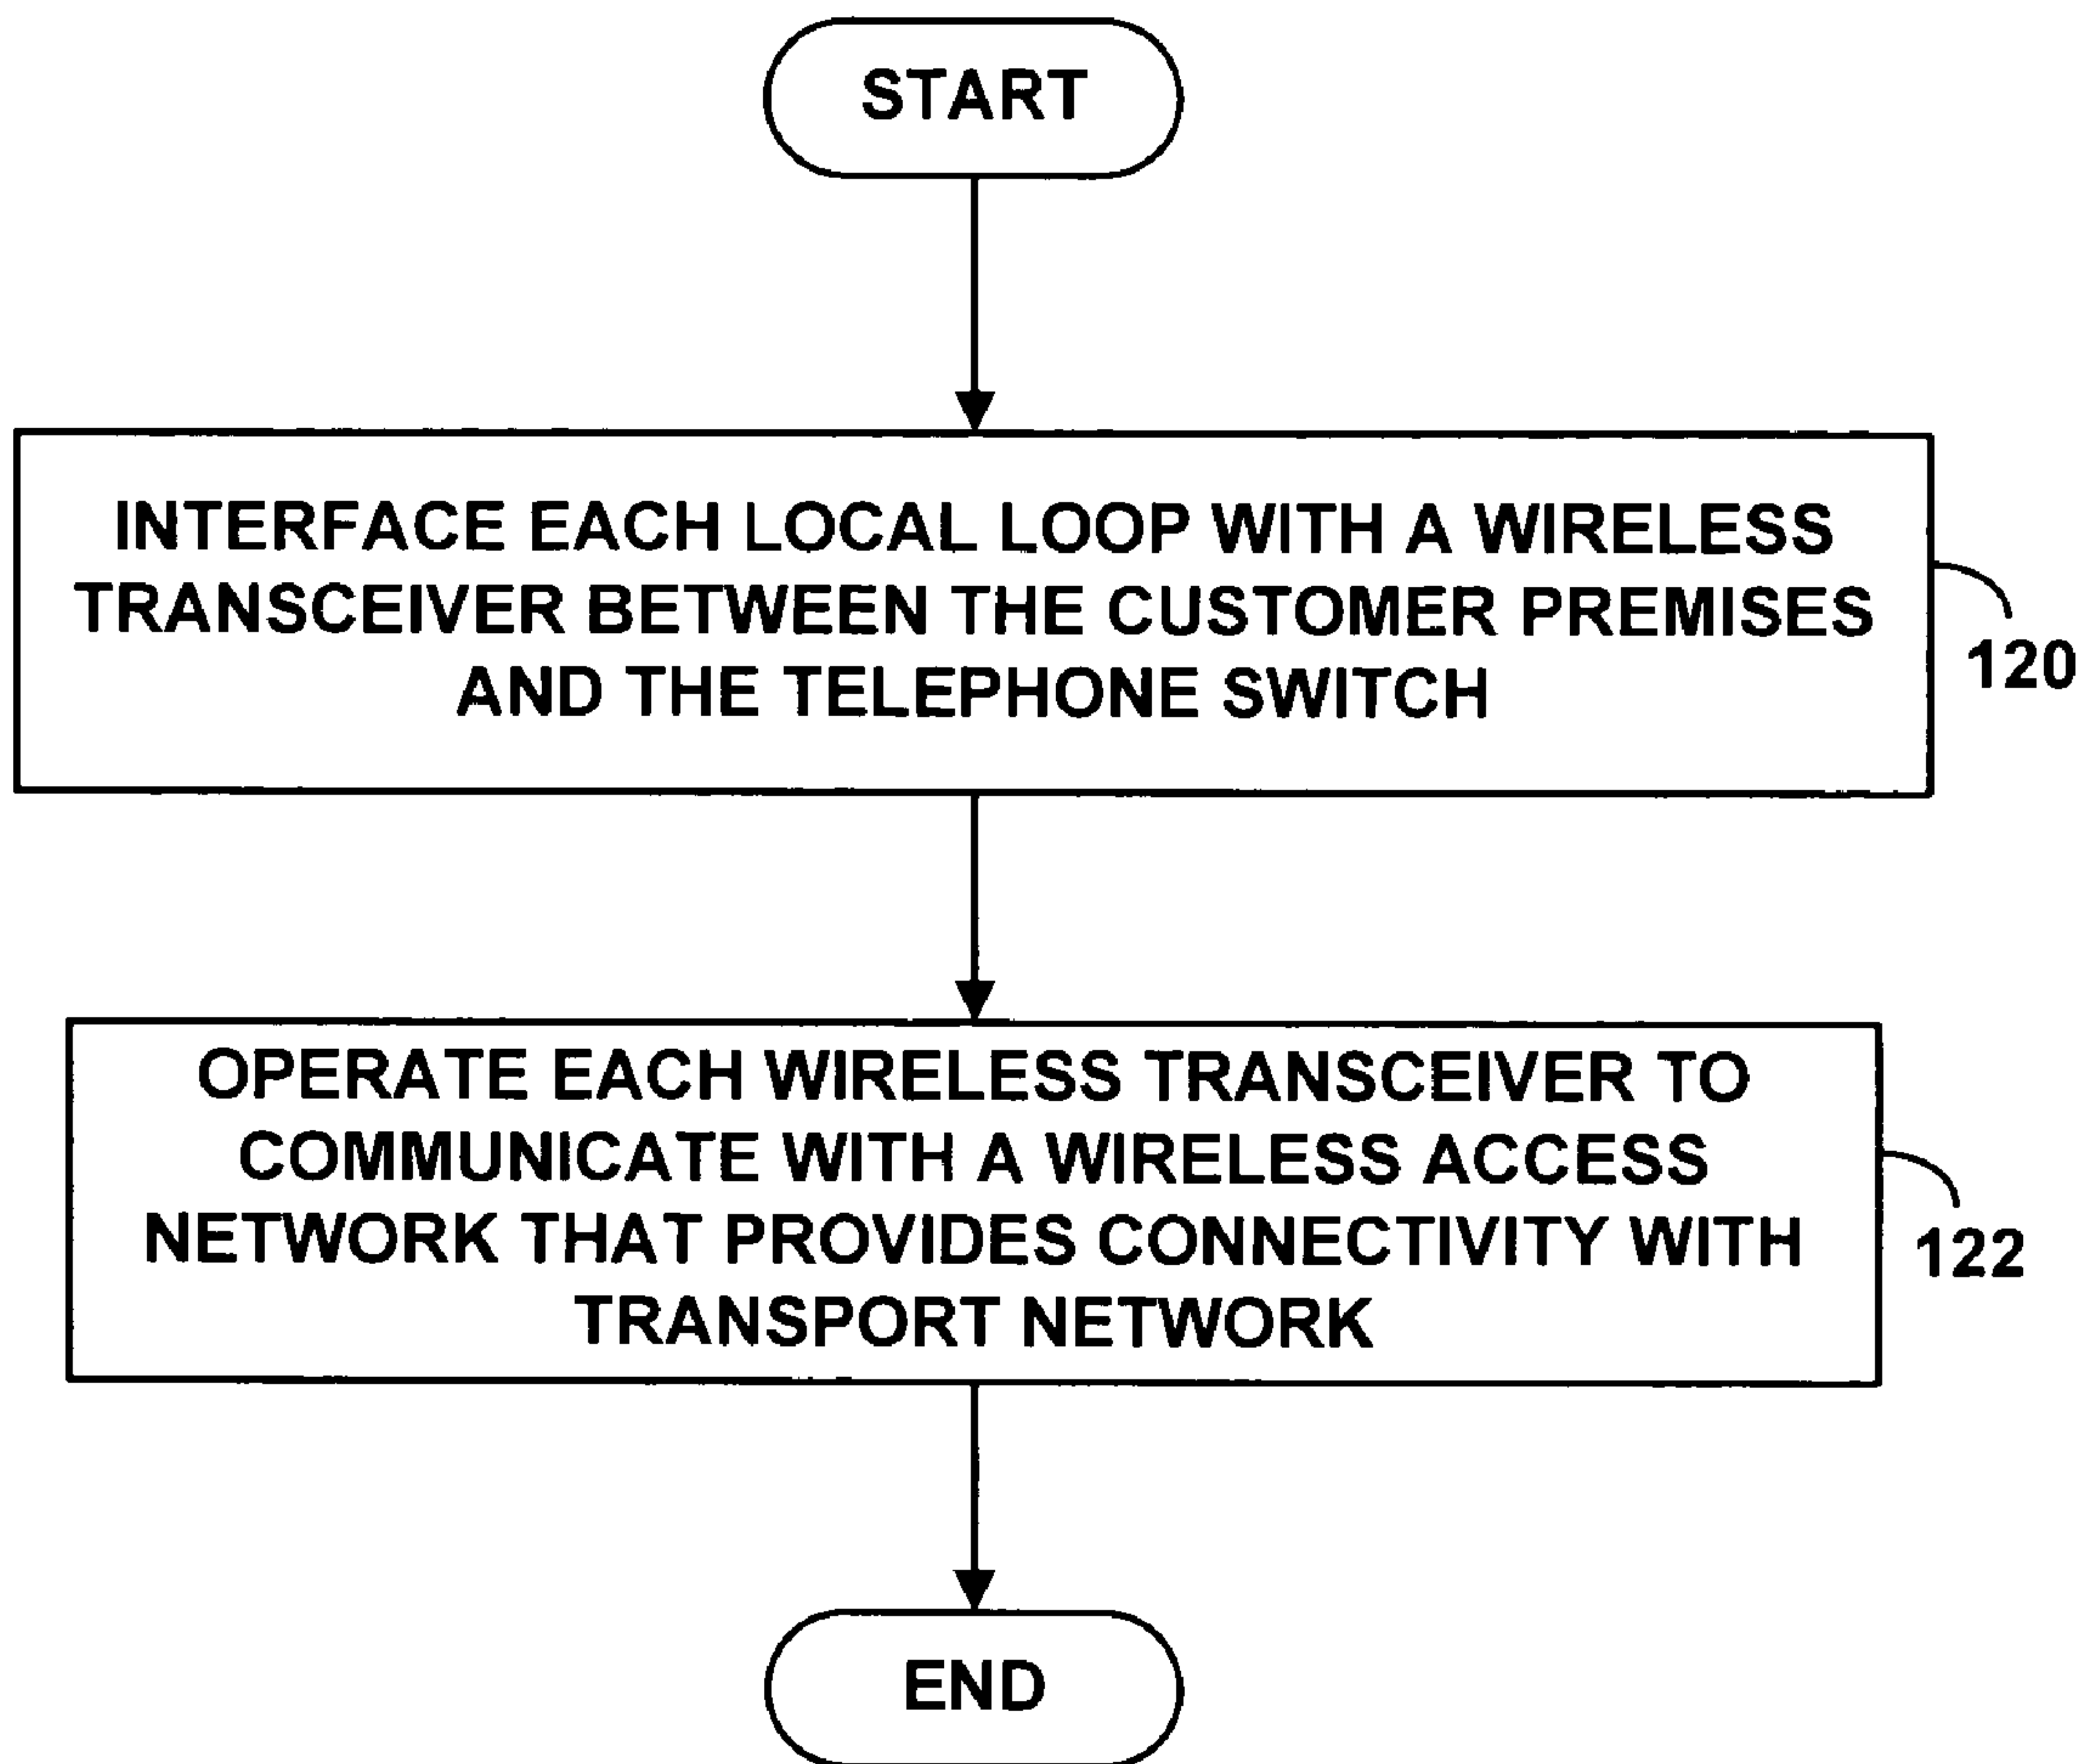 START
INTERFACE EACH LOCAL LOOP WITH A WIRELESS
TRANSCEIVER BETWEEN THE CUSTOMER PREMISES
AND THE TELEPHONE SWITCH
120
OPERATE EACH WIRELESS TRANSCEIVER TO
COMMUNICATE WITH A WIRELESS ACCESS
NETWORK THAT PROVIDES CONNECTIVITY WITH
TRANSPORT NETWORK
122
END